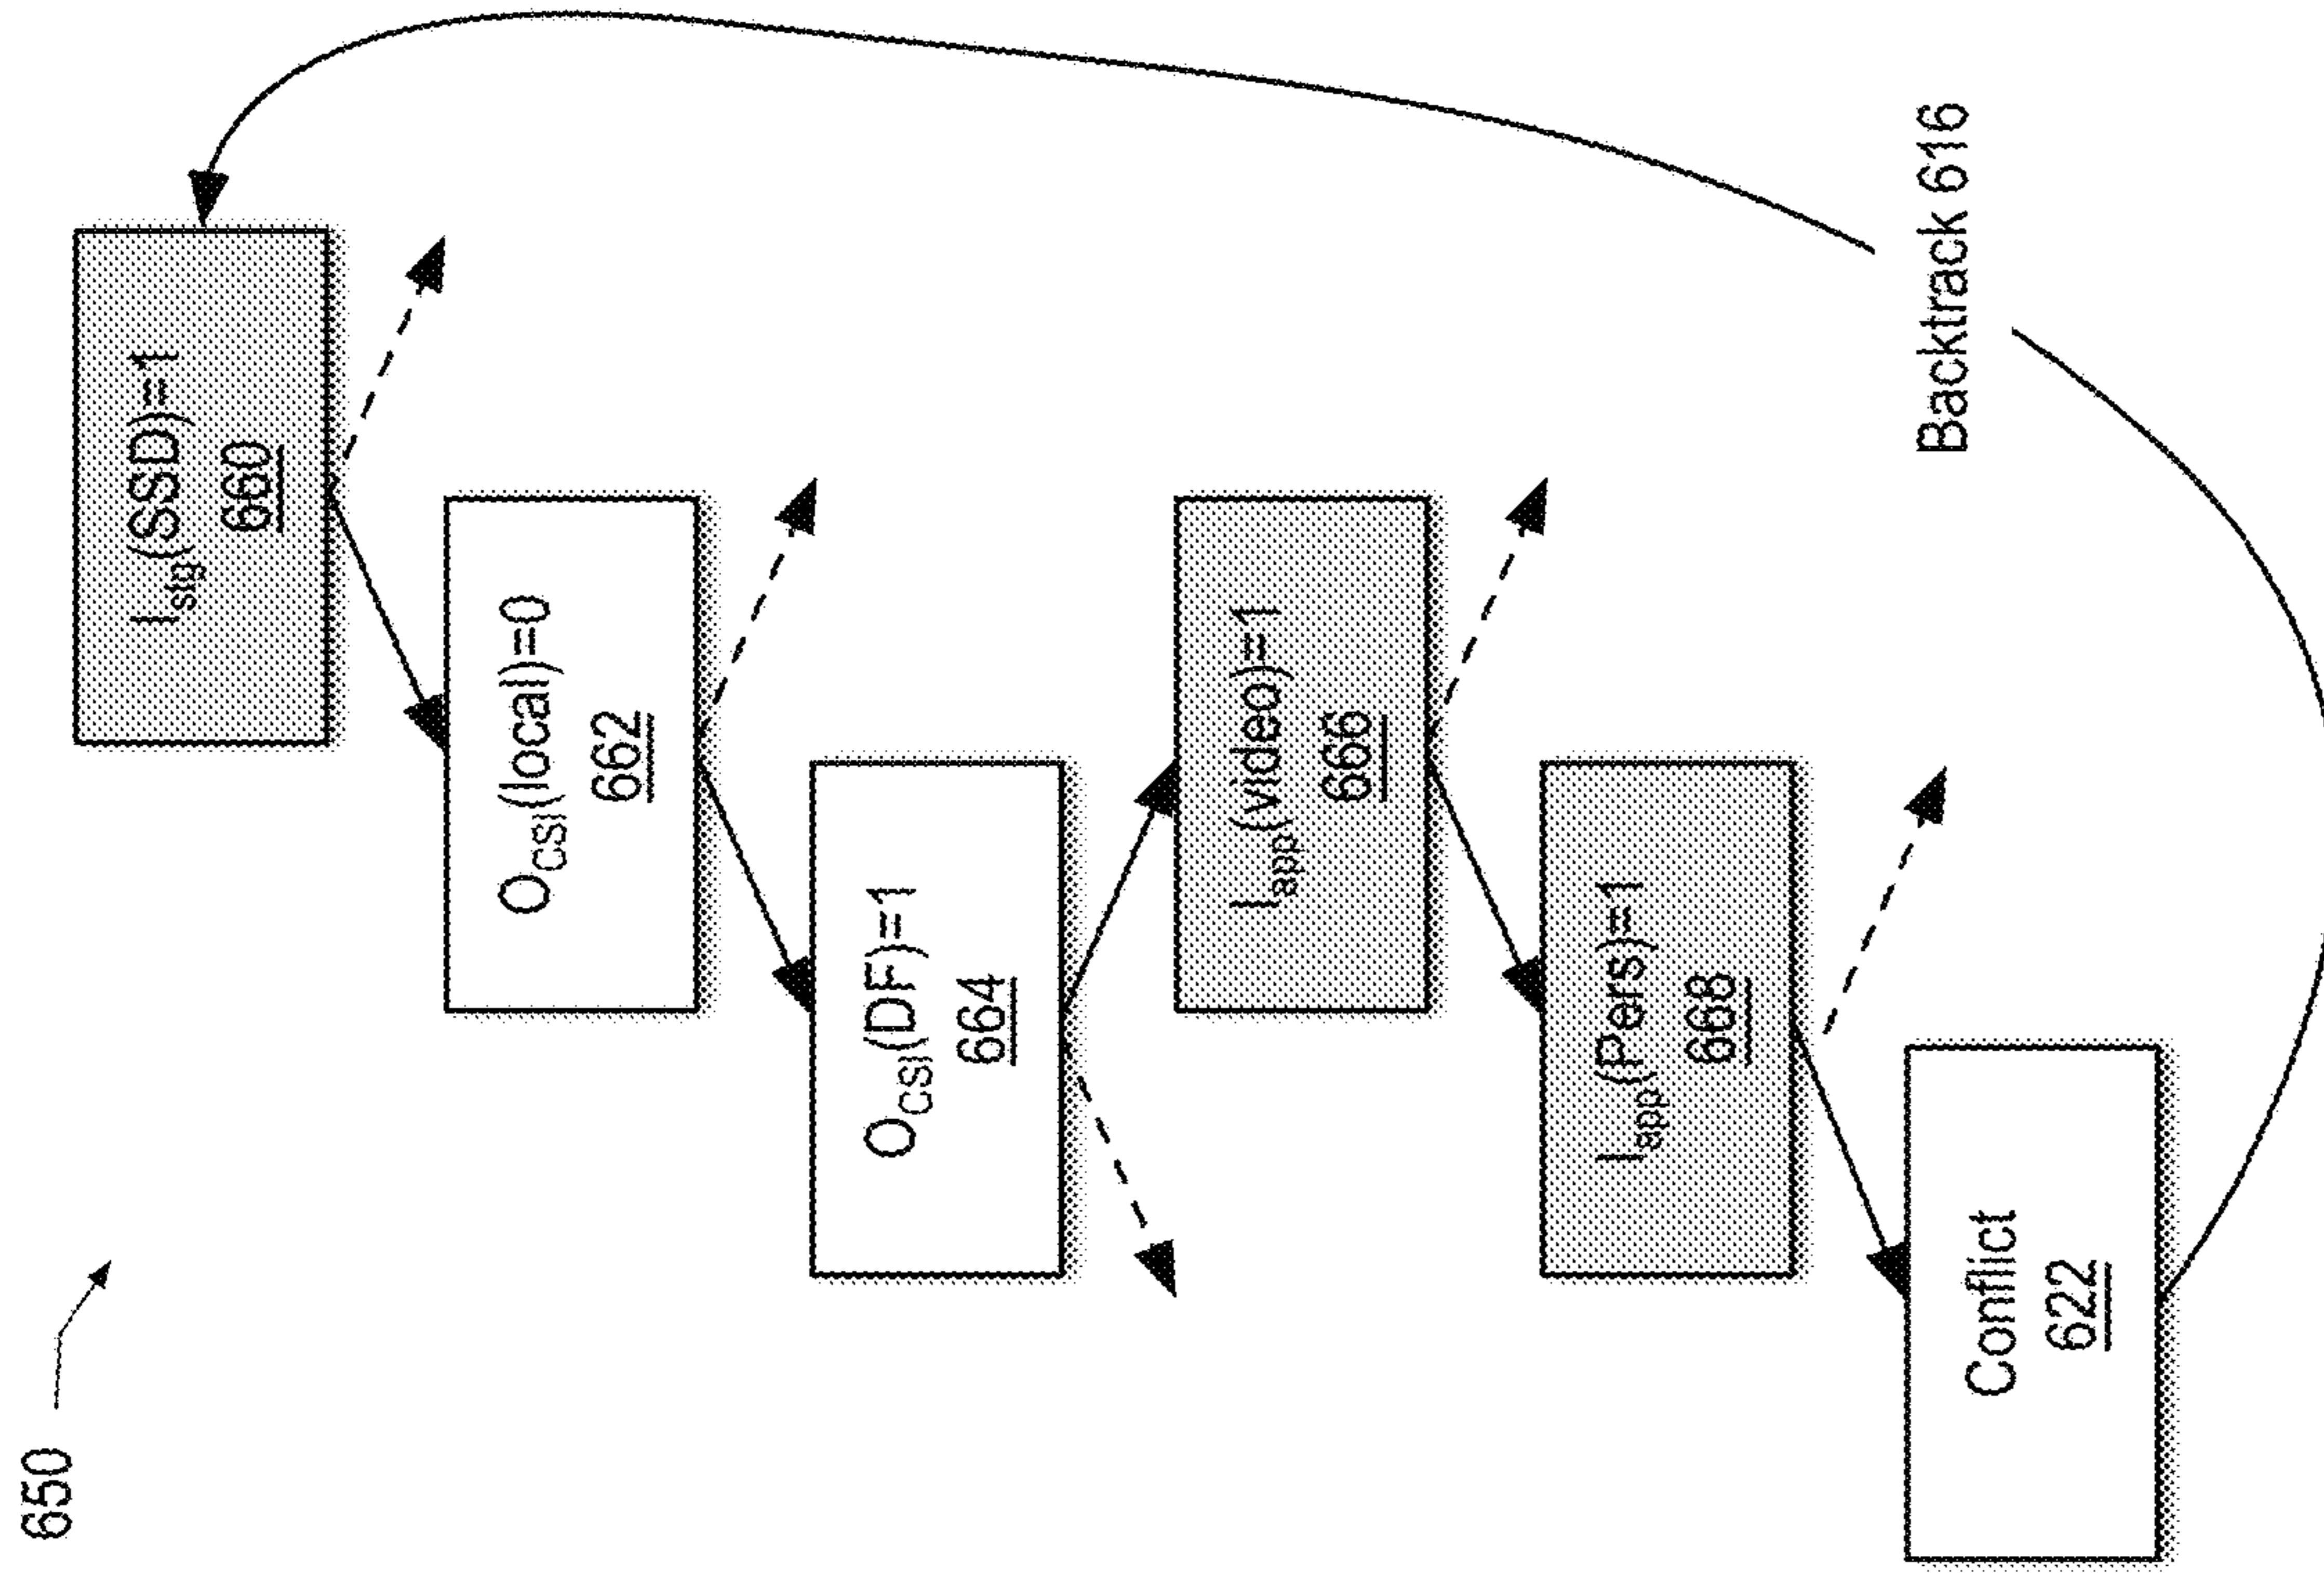 650
I_stg(SSD)=1
660
O_CSI(local)=0
662
O_CSI(DF)=1
664
I_app(video)=1
666
I_app(Pers)=1
668
Conflict
622
Backtrack 616